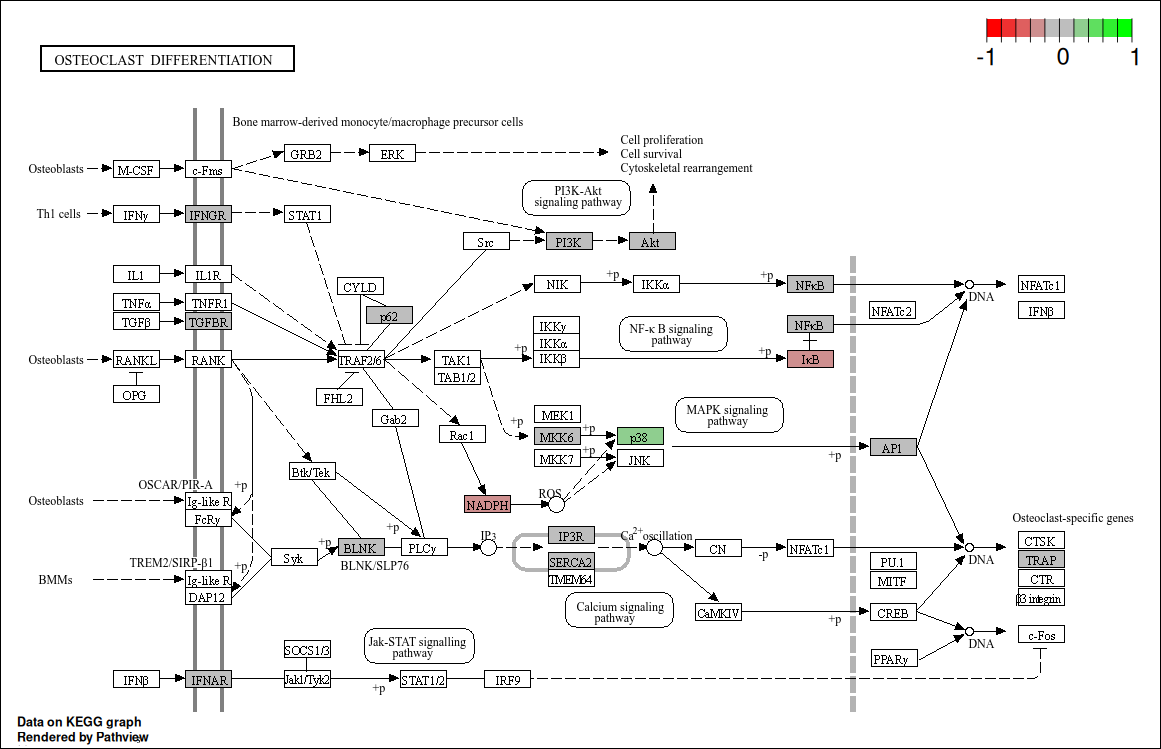 -1 0 1
OSTEOCLAST DIFFERENTIATION
Bone marrow-derived monocyte/macrophage precursor cells
Cell proliferation
Cell survival
Cytoskeletal rearrangement
GRB2
ERK
Osteoblasts
M-CSF
c-Fms
PI3K-Akt
signaling pathway
Th1 cells
IFNγ
IFNGR
STAT1
Src
PI3K
Akt
IL1
IL1R
CYLD
NIK
+p
IKKα
+p
NFκB
DNA
NFATc1
TNFα
TNFR1
p62
NFATc2
IFNβ
TGFβ
TGFBR
IKKγ
IKKα
IKKβ
NF-κ B signaling
pathway
NFκB
Osteoblasts
RANKL
RANK
TRAF2/6
TAK1
TAB1/2
+p
+p
IκB
OPG
FHL2
Gab2
Rac1
+p
MEK1
MKK6
MKK7
+p
+p
p38
JNK
MAPK signaling
pathway
+p
AP1
Btk/Tek
OSCAR/PIR-A
+p
Osteoblasts
Ig-like R
FcRγ
NADPH
ROS
Osteoclast-specific genes
+p
+p
Syk
BLNK
BLNK/SLP76
PLCγ
IP3
IP3R
SERCA2
TMEM64
Ca2+ oscillation
CN
-p
NFATc1
DNA
CTSK
TRAP
CTR
β3 integrin
PU.1
MITF
TREM2/SIRP-β1
+p
BMMs
Ig-like R
DAP12
Calcium signaling
pathway
CaMKIV
+p
CREB
DNA
c-Fos
PPARγ
SOCS1/3
Jak-STAT signalling
pathway
IFNβ
IFNAR
Jak1/Tyk2
+p
STAT1/2
IRF9
Data on KEGG graph
Rendered by Pathview